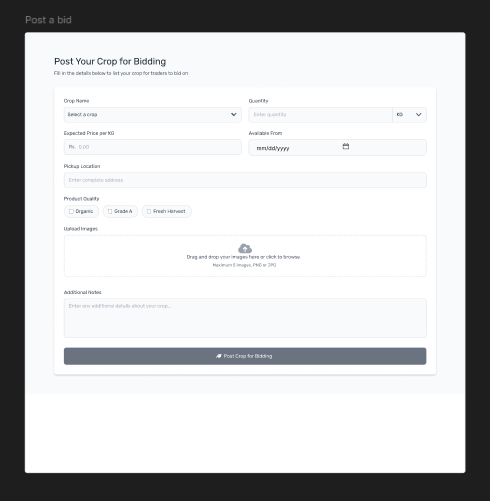 Post a bid
Post Your Crop for Bidding
Fill in the details below to list your crop for traders to bid on
Crop Name
Quantity
Select a crop
Enter quantity
KG
Expected Price per KG
Available From
Rs. 0.00
mm/dd/yyyy
Pickup Location
Enter complete address
Product Quality
Organic
Grade A
Fresh Harvest
Upload Images
Drag and drop your images here or click to browse
Maximum 5 images, PNG or JPG
Additional Notes
Enter any additional details about your crop...
Post Crop for Bidding